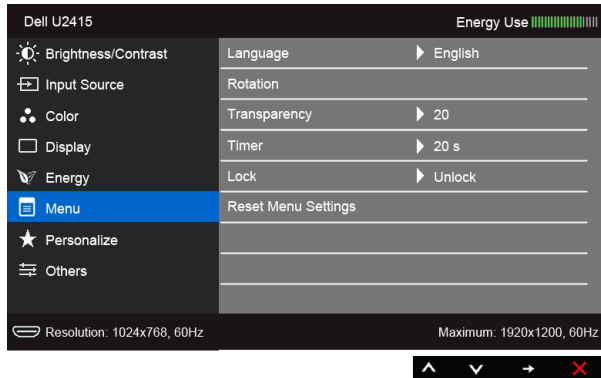 Dell U2415 Energy Use
Brightness/Contrast
Input Source
Color
Display
Energy
Menu
Personalize
Others
Language English
Rotation
Transparency 20
Timer 20 s
Lock Unlock
Reset Menu Settings
Resolution: 1024x768, 60Hz Maximum: 1920x1200, 60Hz